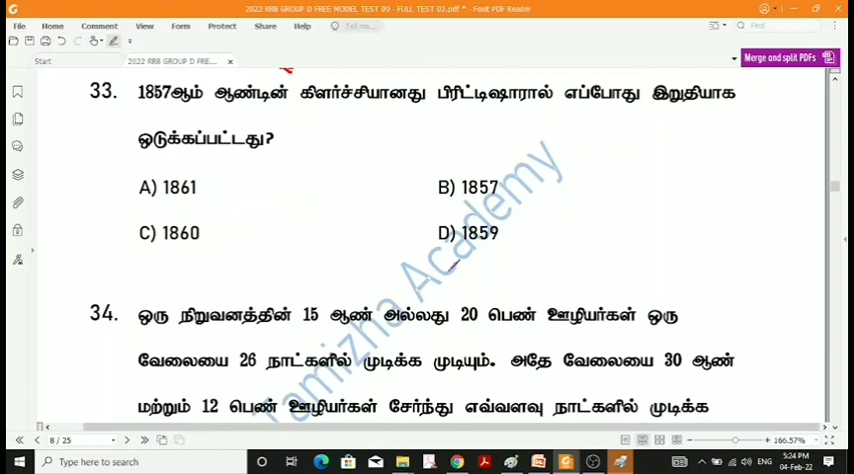 2022 RRB GROUP D FREE MODEL TEST 09 - FULL TEST 02.pdf * - Foxit PDF Reader
File Home Comment View Form Protect Share Help Tell me... Find
Start 2022 RRB GROUP D FRE... Merge and split PDFs
33. 1857ஆம் ஆண்டின் கிளர்ச்சியானது பிரிட்டிஷாரால் எப்போது இறுதியாக
ஒடுக்கப்பட்டது?
A) 1861 B) 1857
C) 1860 D) 1859
Tamizha Academy
34. ஒரு நிறுவனத்தின் 15 ஆண் அல்லது 20 பெண் ஊழியர்கள் ஒரு
வேலையை 26 நாட்களில் முடிக்க முடியும். அதே வேலையை 30 ஆண்
மற்றும் 12 பெண் ஊழியர்கள் சேர்ந்து எவ்வளவு நாட்களில் முடிக்க
8 / 25 166.57%
Type here to search ENG 5:24 PM
04-Feb-22